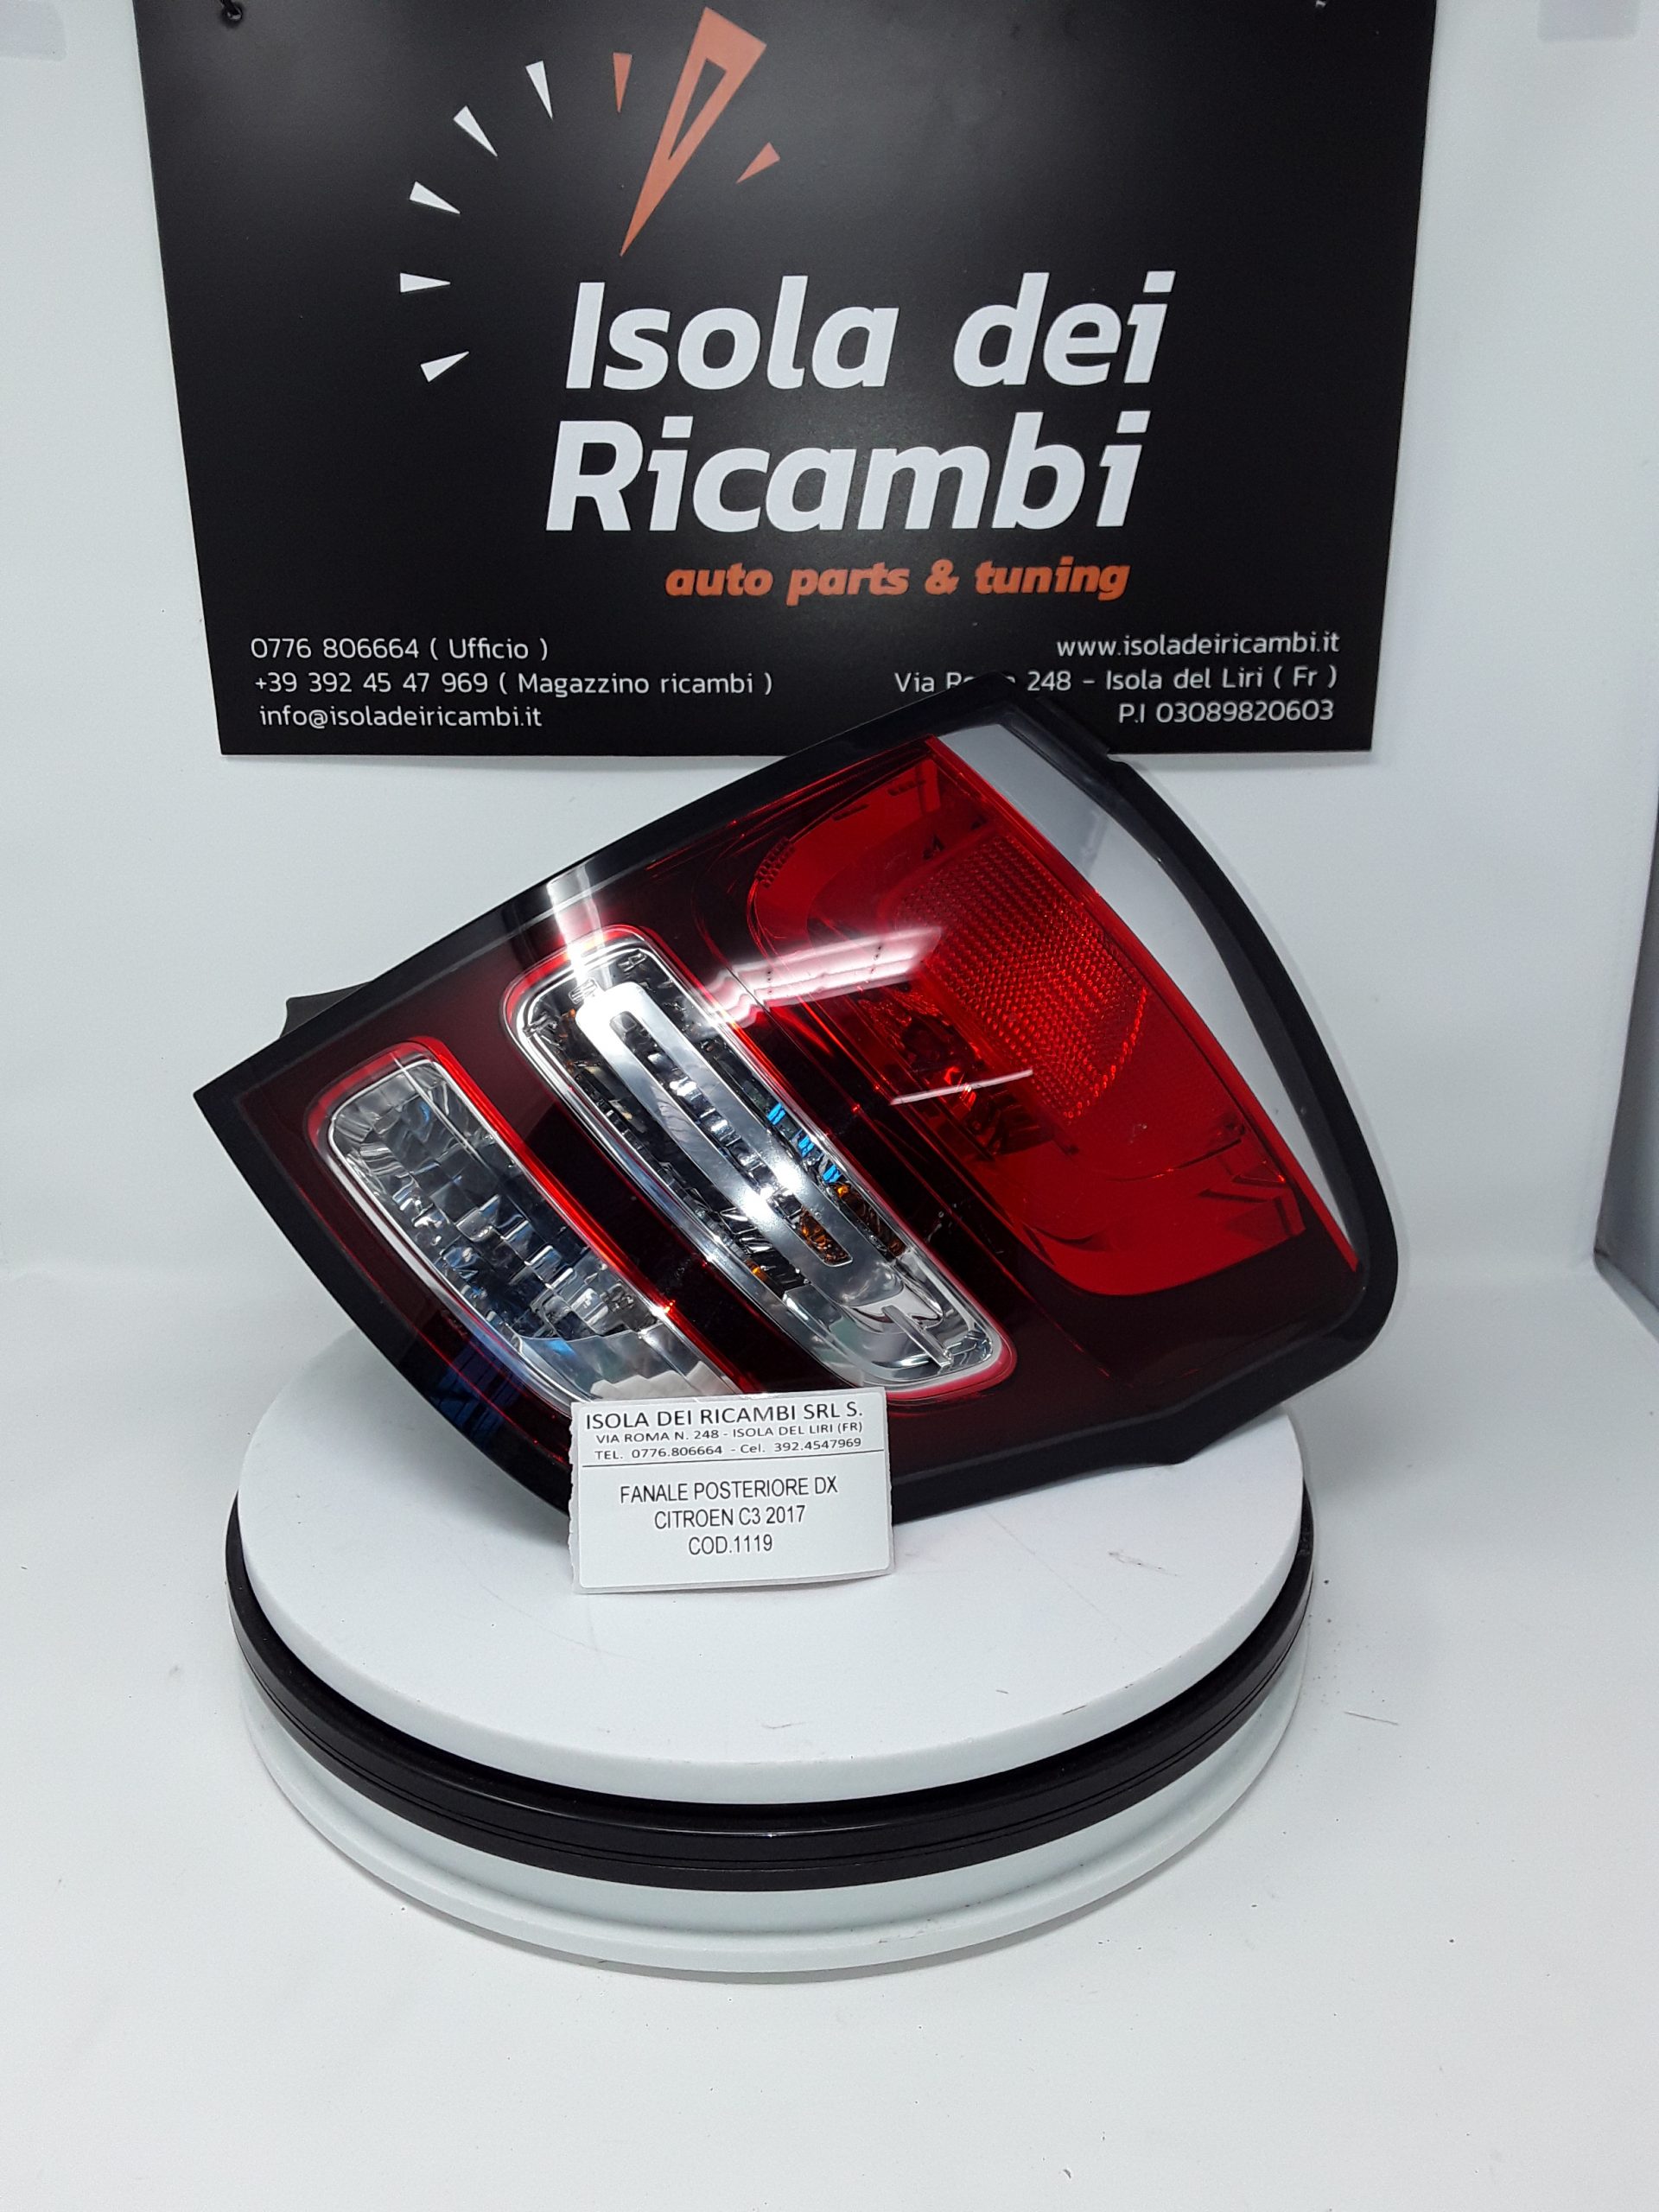 Isola dei
Ricambi
auto parts & tuning
0776 806664 ( Ufficio )
+39 392 45 47 969 ( Magazzino ricambi )
info@isoladeiricambi.it
www.isoladeiricambi.it
Via 248 - Isola del Liri ( Fr )
P.I 03089820603
ISOLA DEI RICAMBI SRL S.
VIA ROMA N. 248 - ISOLA DEL LIRI (FR)
TEL. 0776.806664 - Cel. 392.4547969
FANALE POSTERIORE DX
CITROEN C3 2017
COD.1119